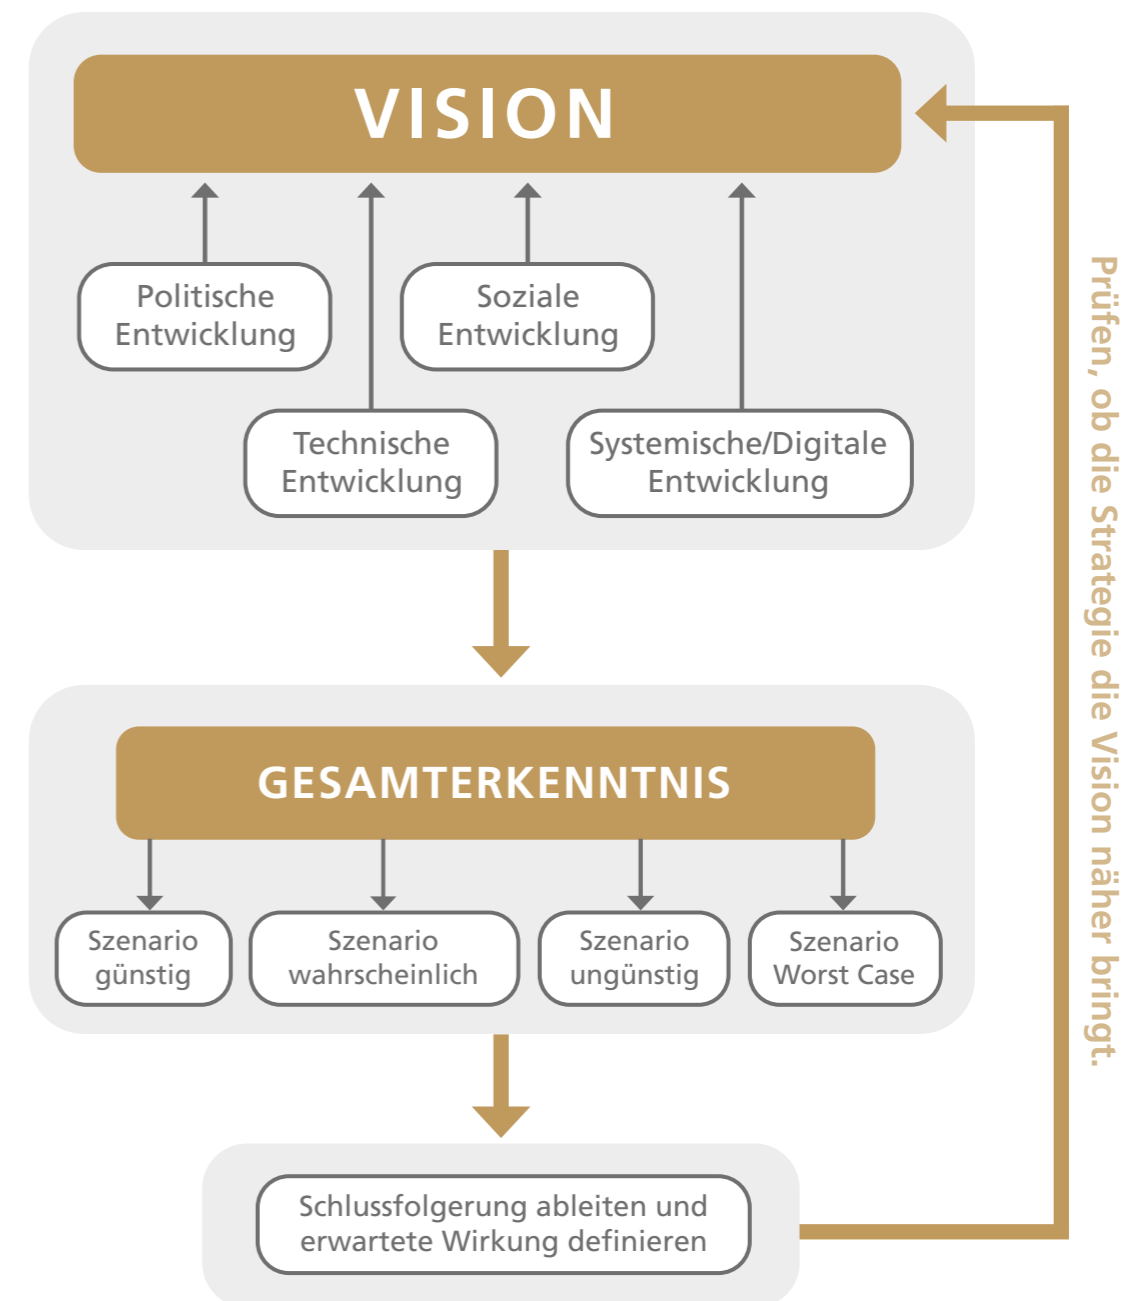 VISION
Politische
Entwicklung
Soziale
Entwicklung
Technische
Entwicklung
Systemische/Digitale
Entwicklung
GESAMTERKENNTNIS
Szenario
günstig
Szenario
wahrscheinlich
Szenario
ungünstig
Szenario
Worst Case
Schlussfolgerung ableiten und
erwartete Wirkung definieren
Prüfen, ob die Strategie die Vision näher bringt.